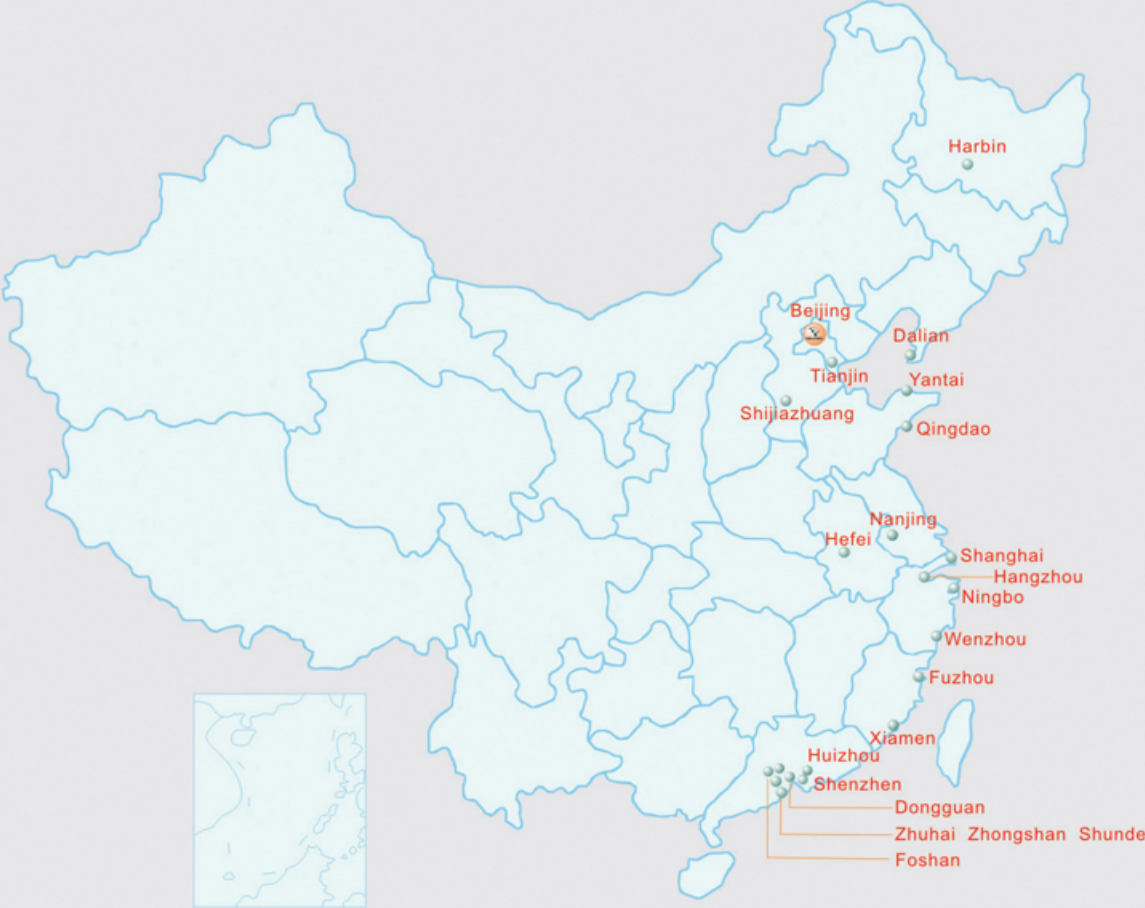 Harbin
Beijing
Dalian
Tianjin
Yantai
Shijiazhuang
Qingdao
Nanjing
Hefei
Shanghai
Hangzhou
Ningbo
Wenzhou
Fuzhou
Xiamen
Huizhou
Shenzhen
Dongguan
Zhuhai Zhongshan Shunde
Foshan